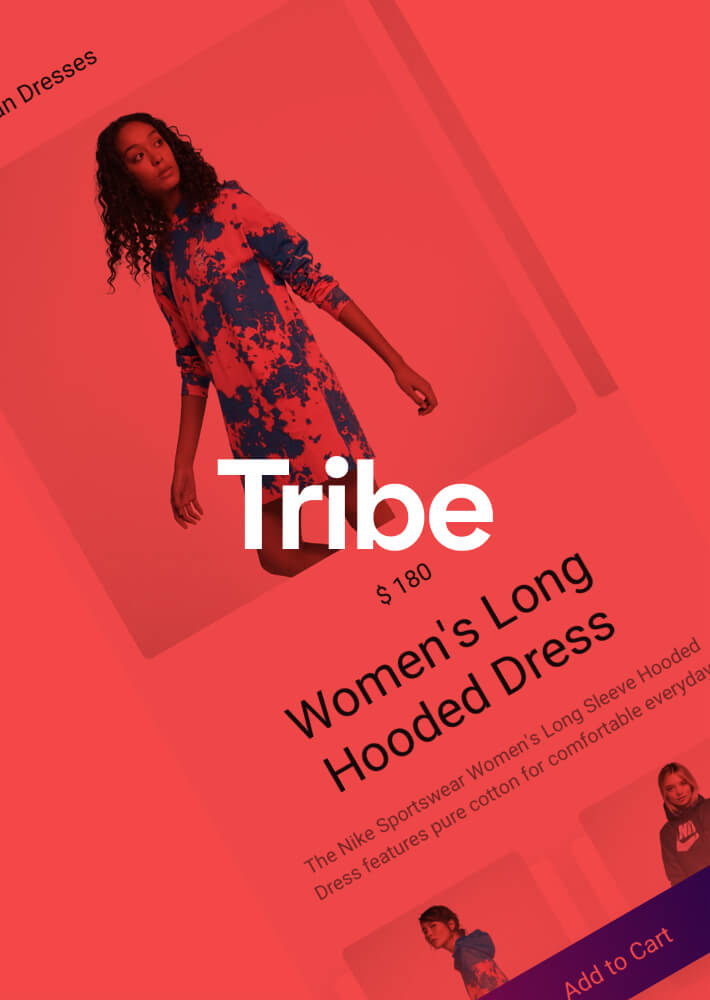 Dresses
Tribe
$ 180
Women's Long
Hooded Dress
The Nike Sportswear Women's Long Sleeve Hooded
Dress features pure cotton for comfortable everyday
Add to Cart